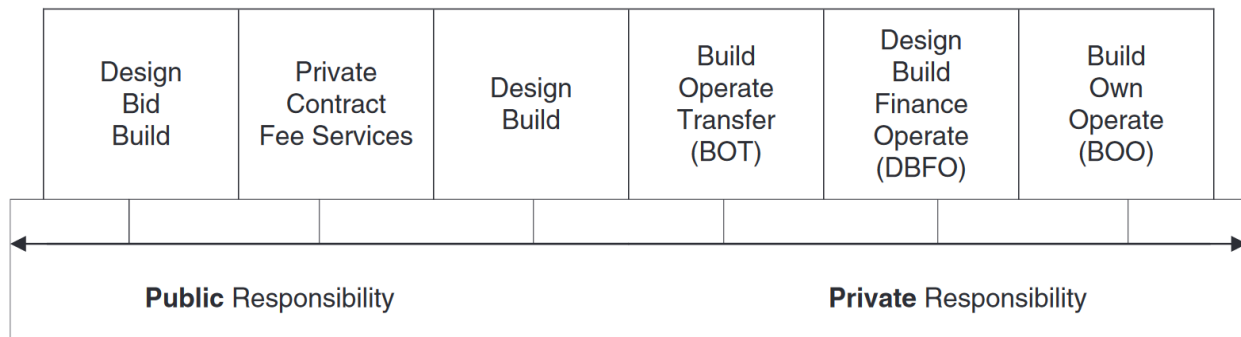 Design
Bid
Build
Private
Contract
Fee Services
Design
Build
Build
Operate
Transfer
(BOT)
Design
Build
Finance
Operate
(DBFO)
Build
Own
Operate
(BOO)
Public Responsibility
Private Responsibility